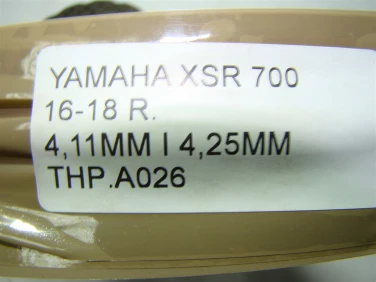 YAMAHA XSR 700
16-18 R.
4,11MM I 4,25MM
THP.A026